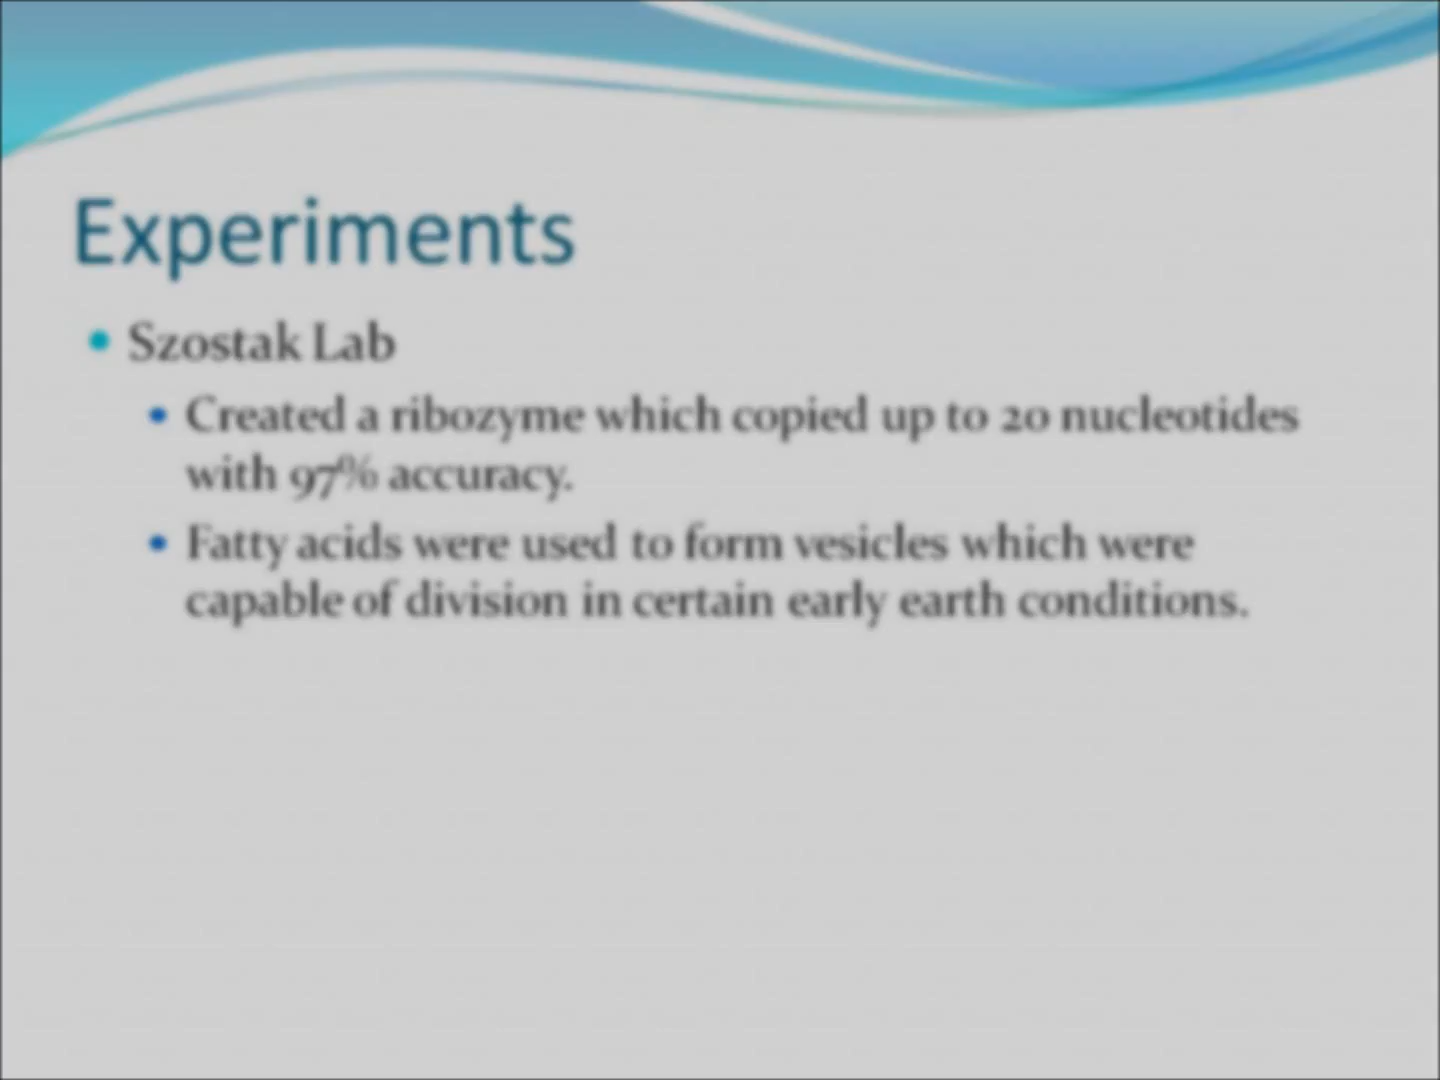 Experiments
Szostak Lab
Created a ribozyme which copied up to 20 nucleotides
with 97% accuracy.
Fatty acids were used to form vesicles which were
capable of division in certain early earth conditions.